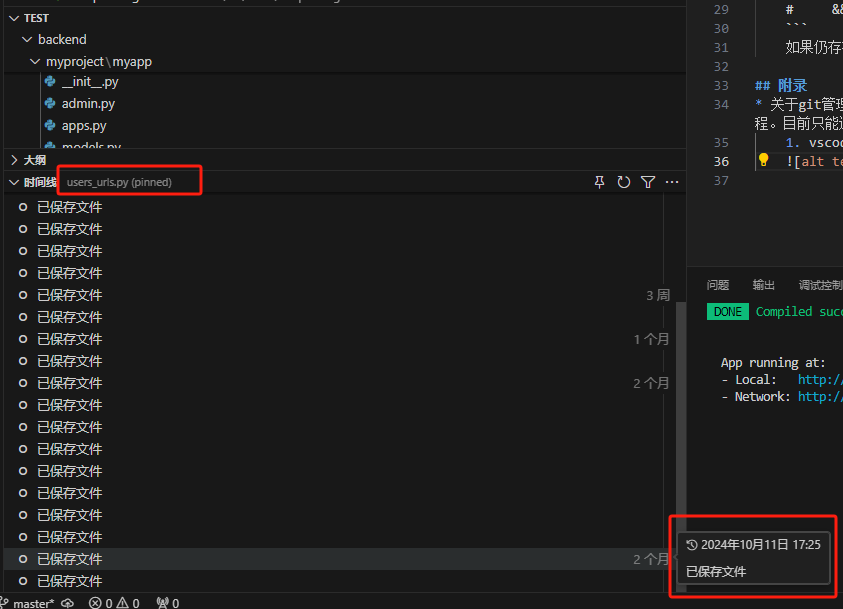 TEST
backend
myproject\myapp
__init__.py
admin.py
apps.py
models.py
大纲
时间线 users_urls.py (pinned)
已保存文件
已保存文件
已保存文件
已保存文件
已保存文件 3 周
已保存文件
已保存文件 1 个月
已保存文件
已保存文件 2 个月
已保存文件
已保存文件
已保存文件
已保存文件
已保存文件
已保存文件
已保存文件
已保存文件 2 个月
已保存文件
master* 0 0 0
29 # &&
30 ```
31 如果仍存
32
33 ## 附录
34 * 关于git管理
程。目前只能
35 1. vscod
36 ![alt te
37
问题 输出 调试控制
DONE Compiled succ
App running at:
- Local: http:/
- Network: http:/
2024年10月11日 17:25
已保存文件